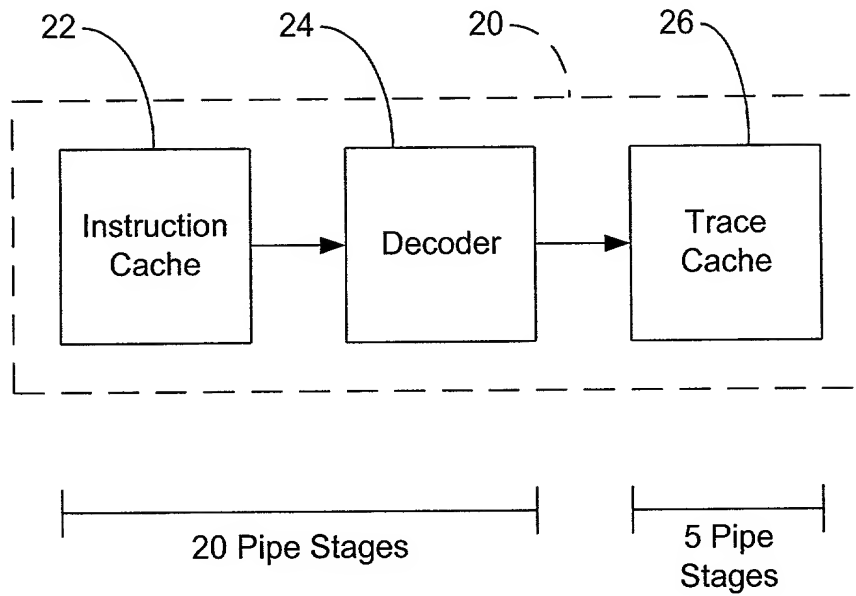 22
24
20
26
Instruction
Cache
Decoder
Trace
Cache
20 Pipe Stages
5 Pipe
Stages